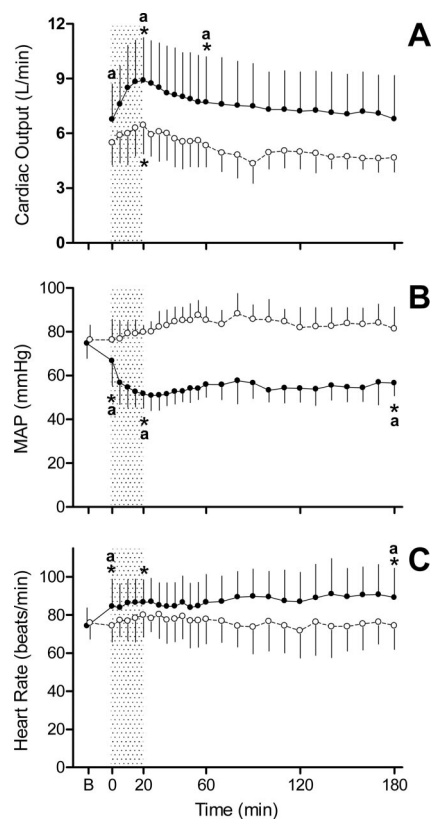 a
*
a
*
a
A
12
9
6
3
0
Cardiac Output (L/min)
*
B
100
80
60
40
20
0
MAP (mmHg)
*
a
*
a
*
a
C
a
*
*
a
*
100
80
60
40
20
0
Heart Rate (beats/min)
B 0 20 60 120 180
Time (min)